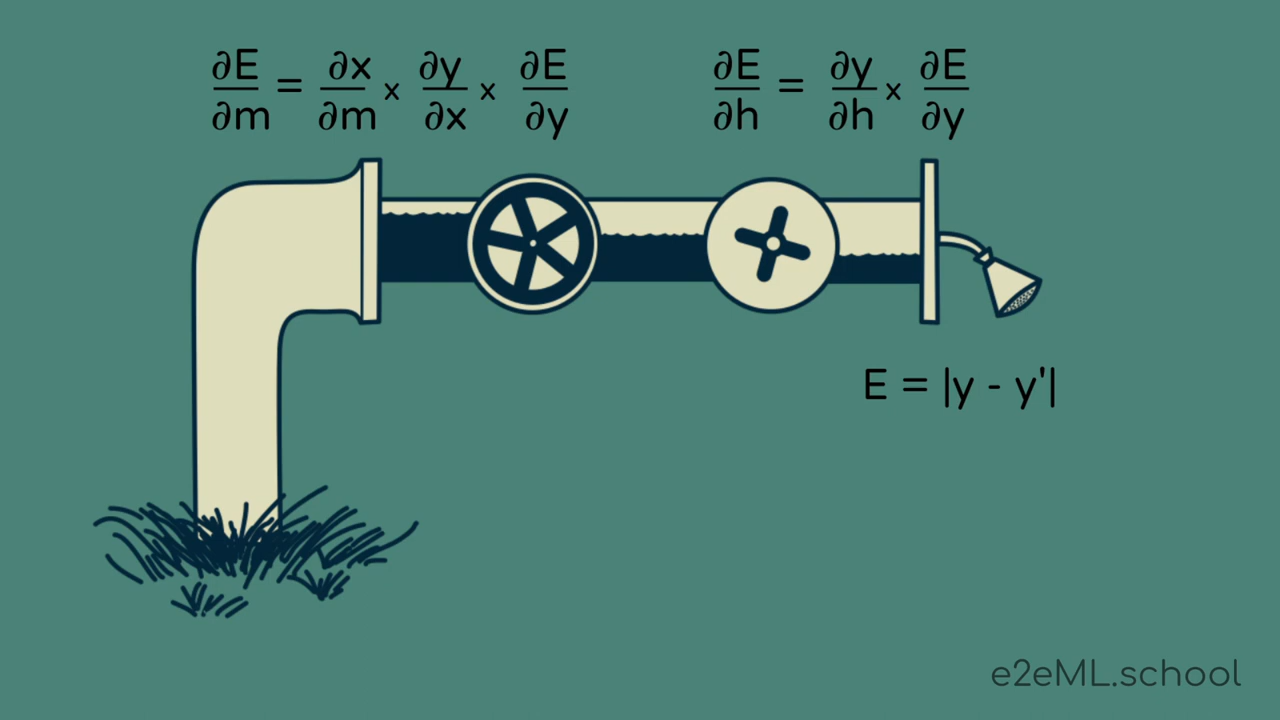 ∂E/∂m = ∂x/∂m x ∂y/∂x x ∂E/∂y
∂E/∂h = ∂y/∂h x ∂E/∂y
E = |y - y'|
e2eML.school